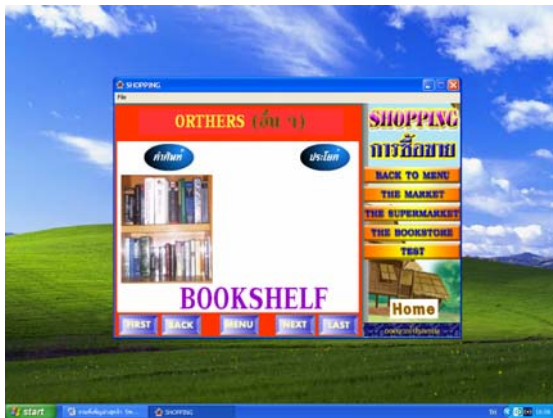 SHOPPING
File
ORTHERS (อื่น ๆ)
คำศัพท์
ประโยค
BOOKSHELF
FIRST
BACK
MENU
NEXT
LAST
SHOPPING
การซื้อขาย
BACK TO MENU
THE MARKET
THE SUPERMARKET
THE BOOKSTORE
TEST
Home
start
SHOPPING